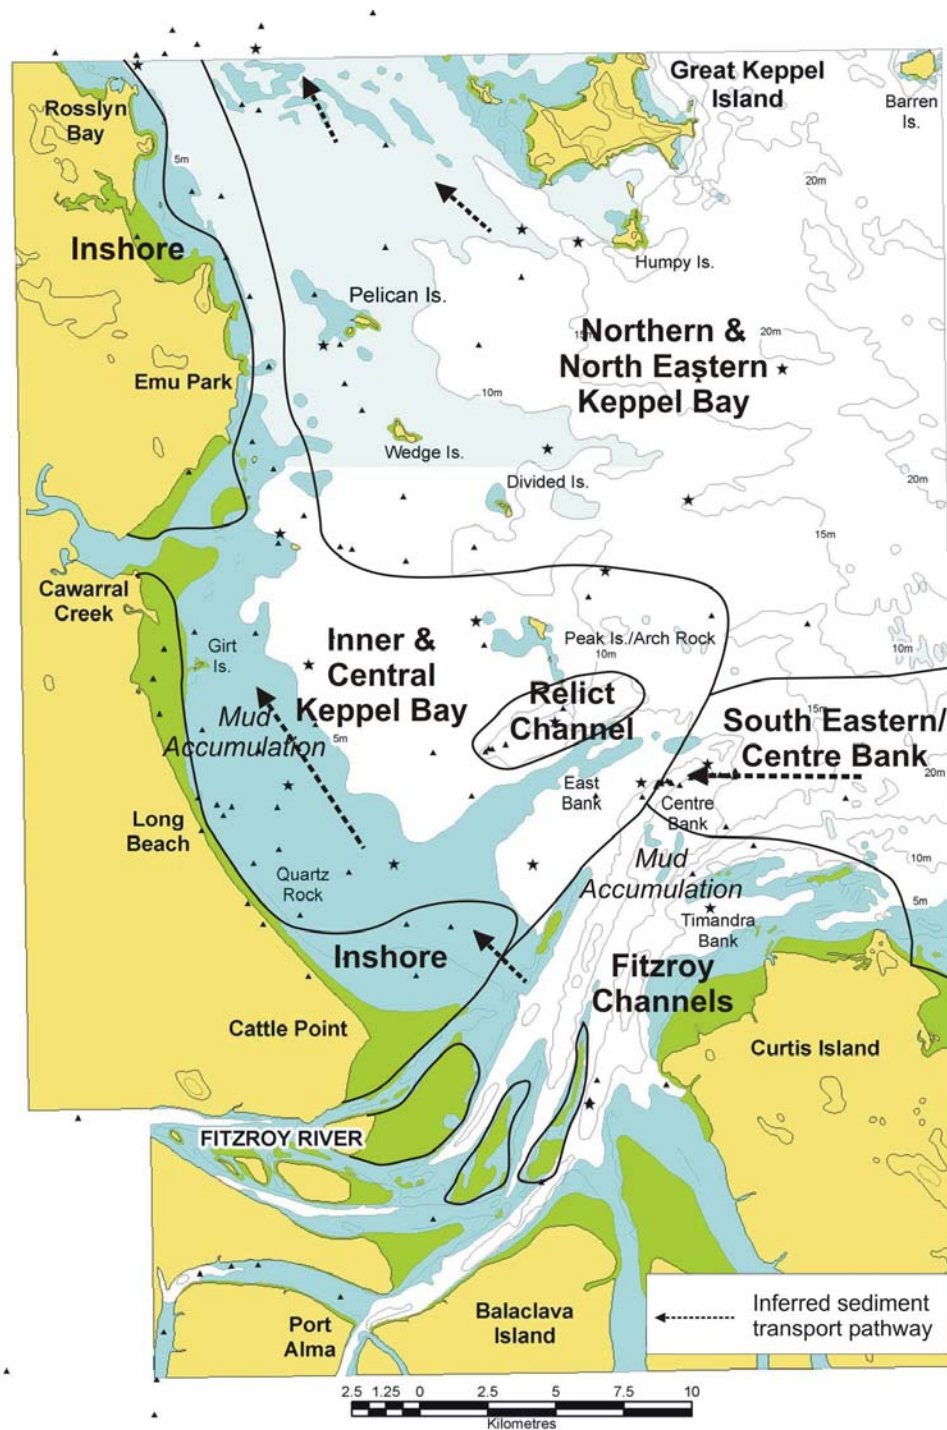 Great Keppel
Island
Barren
Is.
Rosslyn
Bay
5m
20m
Inshore
Humpy Is.
Pelican Is.
15m
20m
Northern &
North Eastern
Keppel Bay
Emu Park
10m
Wedge Is.
Divided Is.
20m
15m
Cawarral
Creek
Girt
Is.
Inner &
Central
Keppel Bay
Peak Is./Arch Rock
10m
10m
Relict
Channel
Mud
Accumulation
5m
15m
South Eastern/
Centre Bank
20m
East
Bank
Centre
Bank
Long
Beach
Quartz
Rock
Mud
Accumulation
10m
5m
Timandra
Bank
Inshore
Fitzroy
Channels
Cattle Point
Curtis Island
FITZROY RIVER
Port
Alma
Balaclava
Island
Inferred sediment
transport pathway
2.5 1.25 0 2.5 5 7.5 10
Kilometres